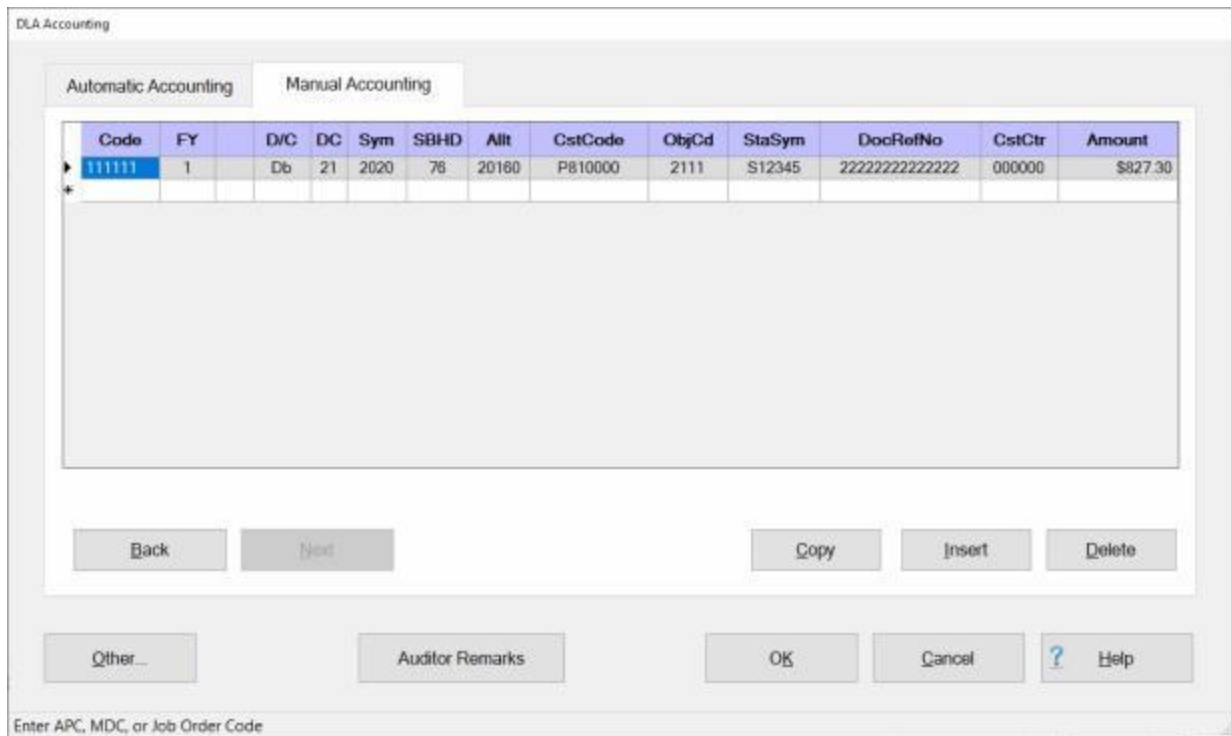 DLA Accounting
Automatic Accounting Manual Accounting
Code FY D/C DC Sym SBHD Allt CstCode ObjCd StaSym DocRefNo CstCtr Amount
111111 1 Db 21 2020 76 20160 P810000 2111 S12345 22222222222222 000000 $827.30
Back Next Copy Insert Delete
Other... Auditor Remarks OK Cancel ? Help
Enter APC, MDC, or Job Order Code